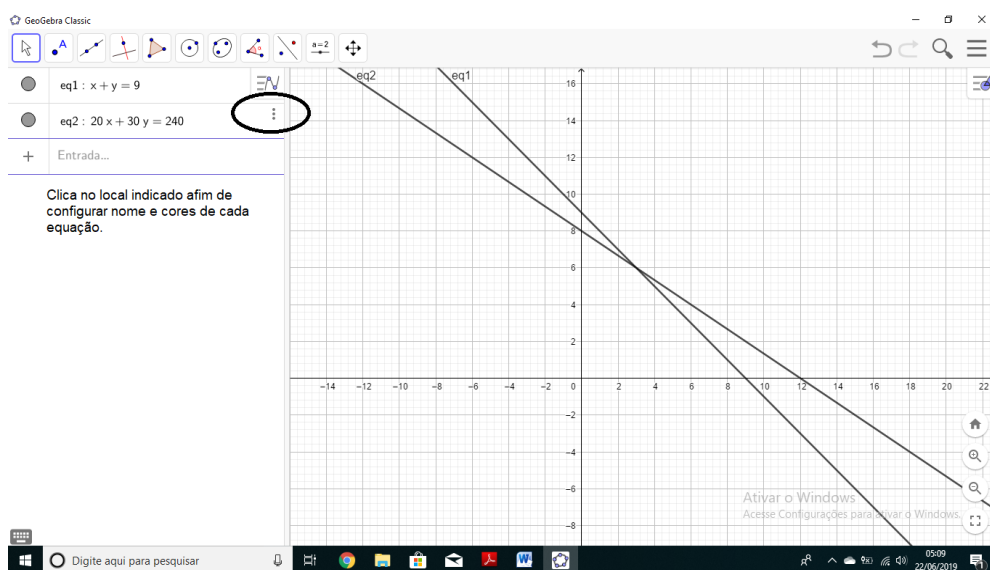 GeoGebra Classic
A
a=2
eq1 : x + y = 9
eq2 : 20 x + 30 y = 240
+ Entrada...
Clica no local indicado afim de
configurar nome e cores de cada
equação.
eq2
eq1
16
14
12
10
8
6
4
2
−14 −12 −10 −8 −6 −4 −2 0 2 4 6 8 10 12 14 16 18 20 22
−2
−4
−6
−8
Ativar o Windows
Acesse Configurações para ativar o Windows.
Digite aqui para pesquisar
05:09
22/06/2019